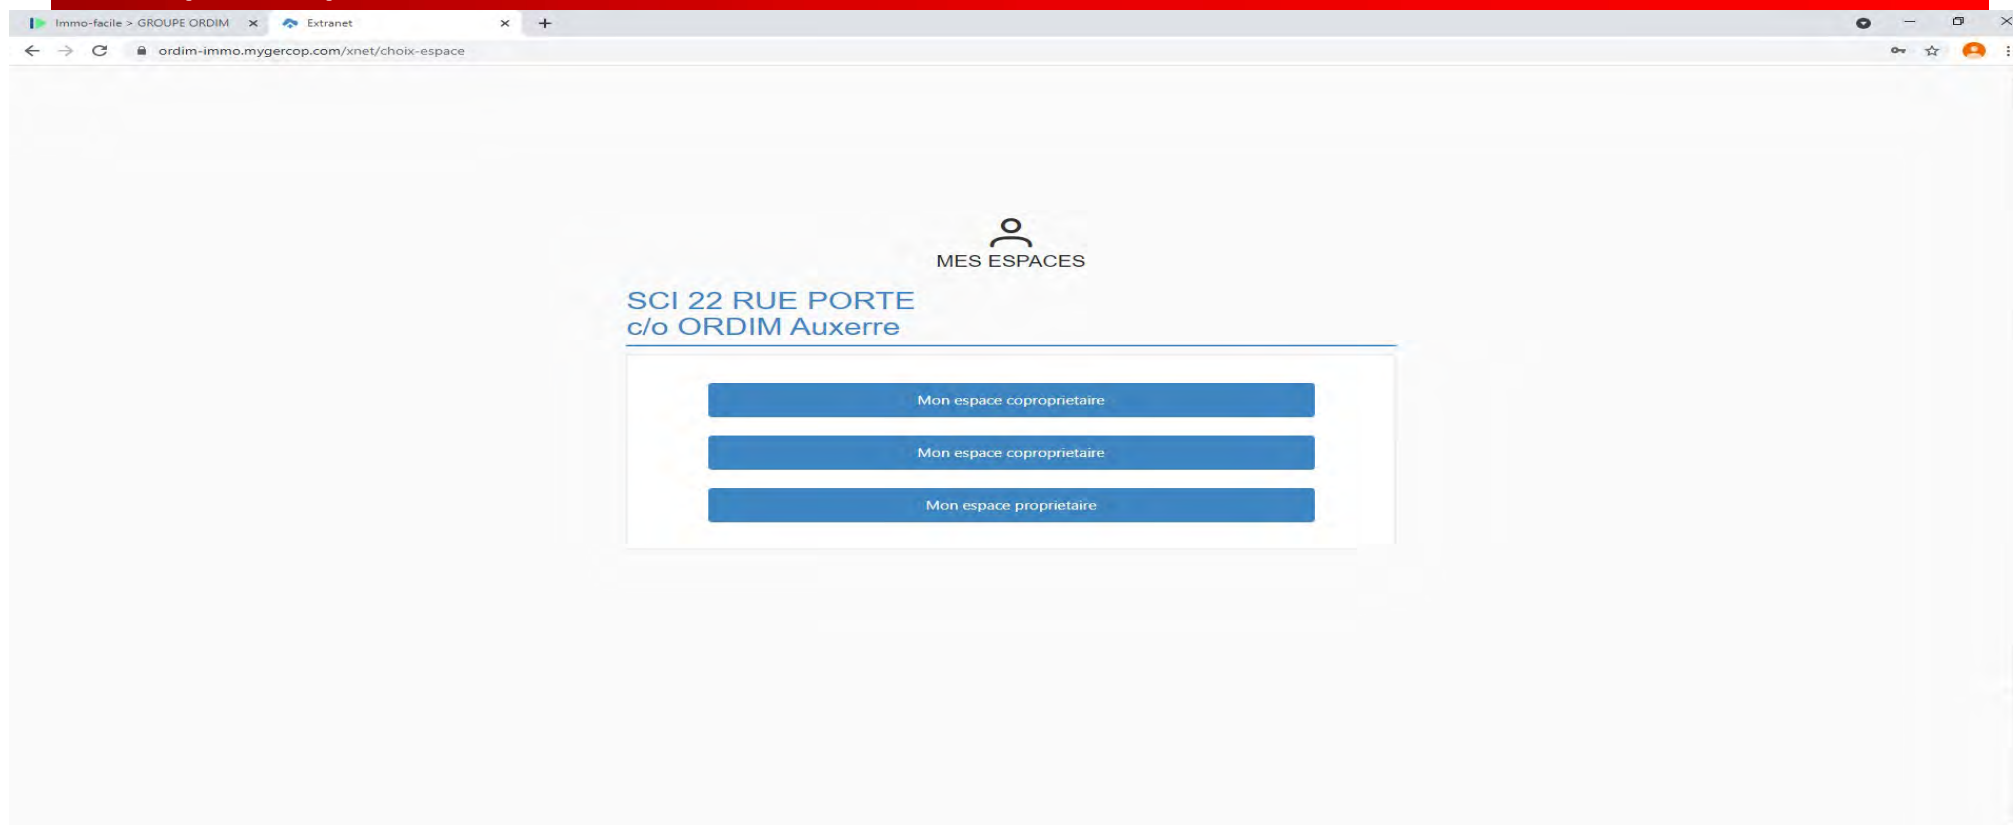 Immo-facile > GROUPE ORDIM
Extranet
ordim-immo.mygercop.com/xnet/choix-espace
MES ESPACES
SCI 22 RUE PORTE
c/o ORDIM Auxerre
Mon espace coproprietaire
Mon espace coproprietaire
Mon espace proprietaire